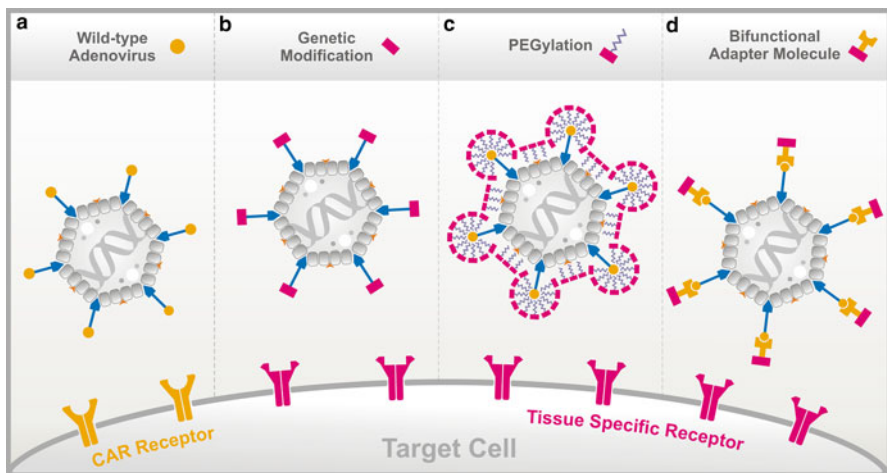 a
Wild-type
Adenovirus
b
Genetic
Modification
c
PEGylation
d
Bifunctional
Adapter Molecule
CAR Receptor
Tissue Specific Receptor
Target Cell